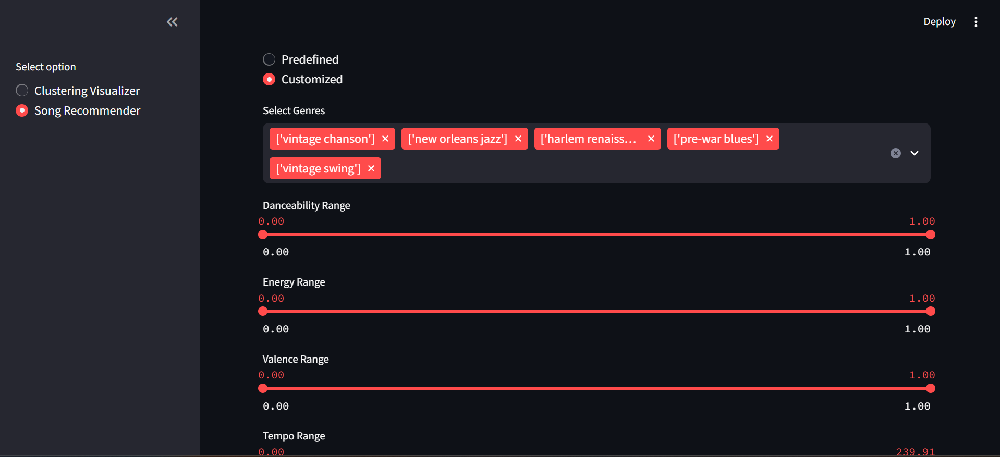 Deploy
Select option
Clustering Visualizer
Song Recommender
Predefined
Customized
Select Genres
['vintage chanson'] ['new orleans jazz'] ['harlem renaiss... ['pre-war blues']
['vintage swing']
Danceability Range
0.00 1.00
0.00 1.00
Energy Range
0.00 1.00
0.00 1.00
Valence Range
0.00 1.00
0.00 1.00
Tempo Range
0.00 239.91